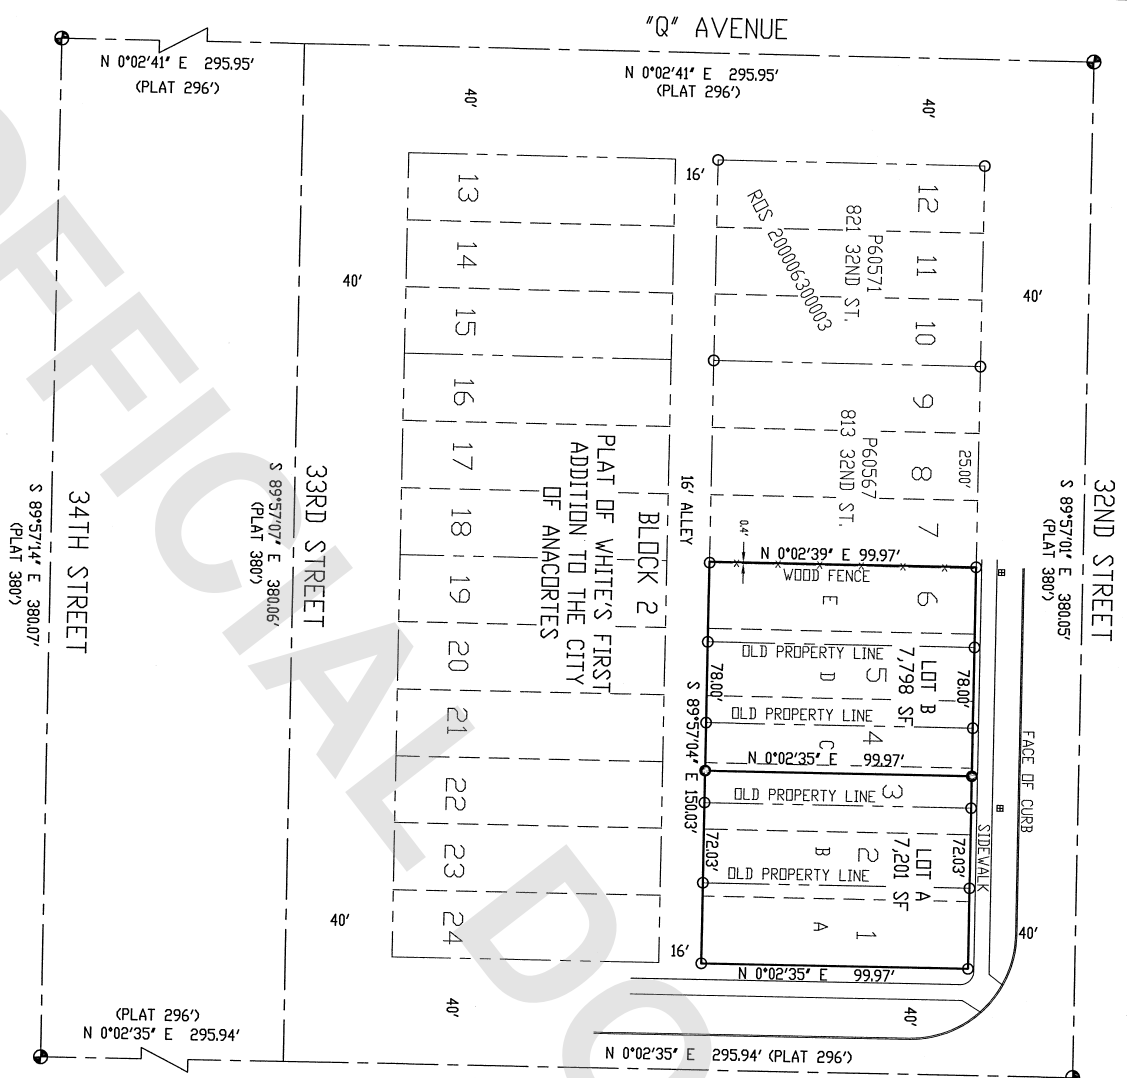 "Q" AVENUE
N 0°02'41" E 295.95'
(PLAT 296')
N 0°02'41" E 295.95'
(PLAT 296')
40'
40'
16'
13
14
15
16
17
18
19
20
21
22
23
24
12
11
10
9
8
7
6
5
4
3
2
1
P60571
821 32ND ST.
ROS 200006300003
40'
40'
P60567
813 32ND ST.
25.00'
16' ALLEY
0.4'
N 0°02'39" E 99.97'
WOOD FENCE
E
D
C
B
A
OLD PROPERTY LINE
OLD PROPERTY LINE
OLD PROPERTY LINE
OLD PROPERTY LINE
LOT B
7,798 SF
78.00'
78.00'
N 0°02'35" E 99.97'
LOT A
7,201 SF
72.03'
72.03'
S 89°57'04" E 150.03'
N 0°02'35" E 99.97'
SIDEWALK
FACE OF CURB
32ND STREET
S 89°57'01" E 380.05'
(PLAT 380')
BLOCK 2
PLAT OF WHITE'S FIRST
ADDITION TO THE CITY
OF ANACORTES
33RD STREET
S 89°57'07" E 380.06'
(PLAT 380')
34TH STREET
S 89°57'14" E 380.07'
(PLAT 380')
40'
16'
40'
40'
40'
(PLAT 296')
N 0°02'35" E 295.94'
N 0°02'35" E 295.94' (PLAT 296')
OFFICIAL DO